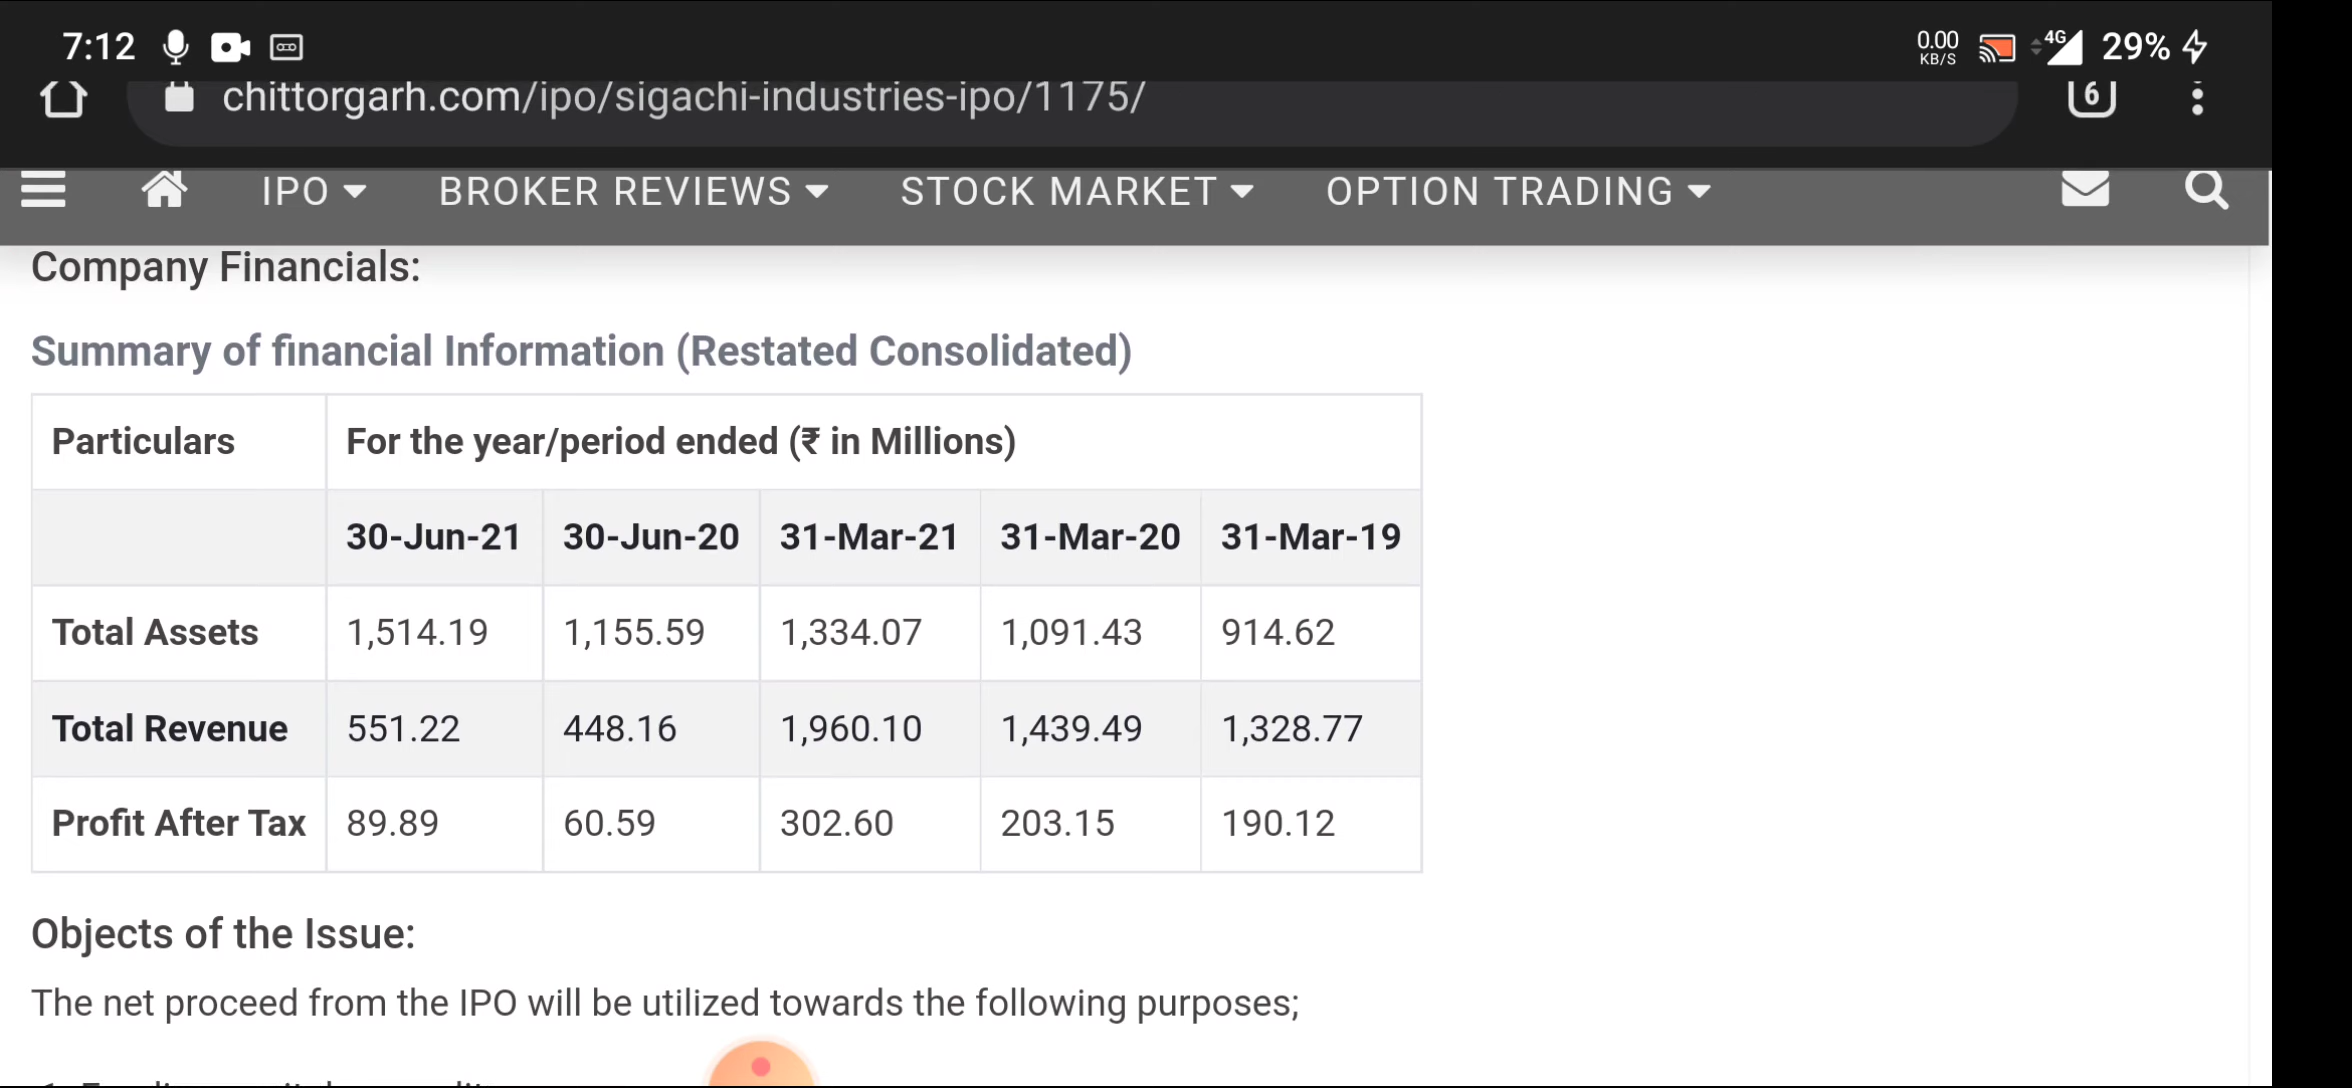 7:12
0.00
KB/S
4G
29%
chittorgarh.com/ipo/sigachi-industries-ipo/1175/
6
IPO BROKER REVIEWS STOCK MARKET OPTION TRADING
Company Financials:
Summary of financial Information (Restated Consolidated)
Particulars For the year/period ended (₹ in Millions)
30-Jun-21 30-Jun-20 31-Mar-21 31-Mar-20 31-Mar-19
Total Assets 1,514.19 1,155.59 1,334.07 1,091.43 914.62
Total Revenue 551.22 448.16 1,960.10 1,439.49 1,328.77
Profit After Tax 89.89 60.59 302.60 203.15 190.12
Objects of the Issue:
The net proceed from the IPO will be utilized towards the following purposes;